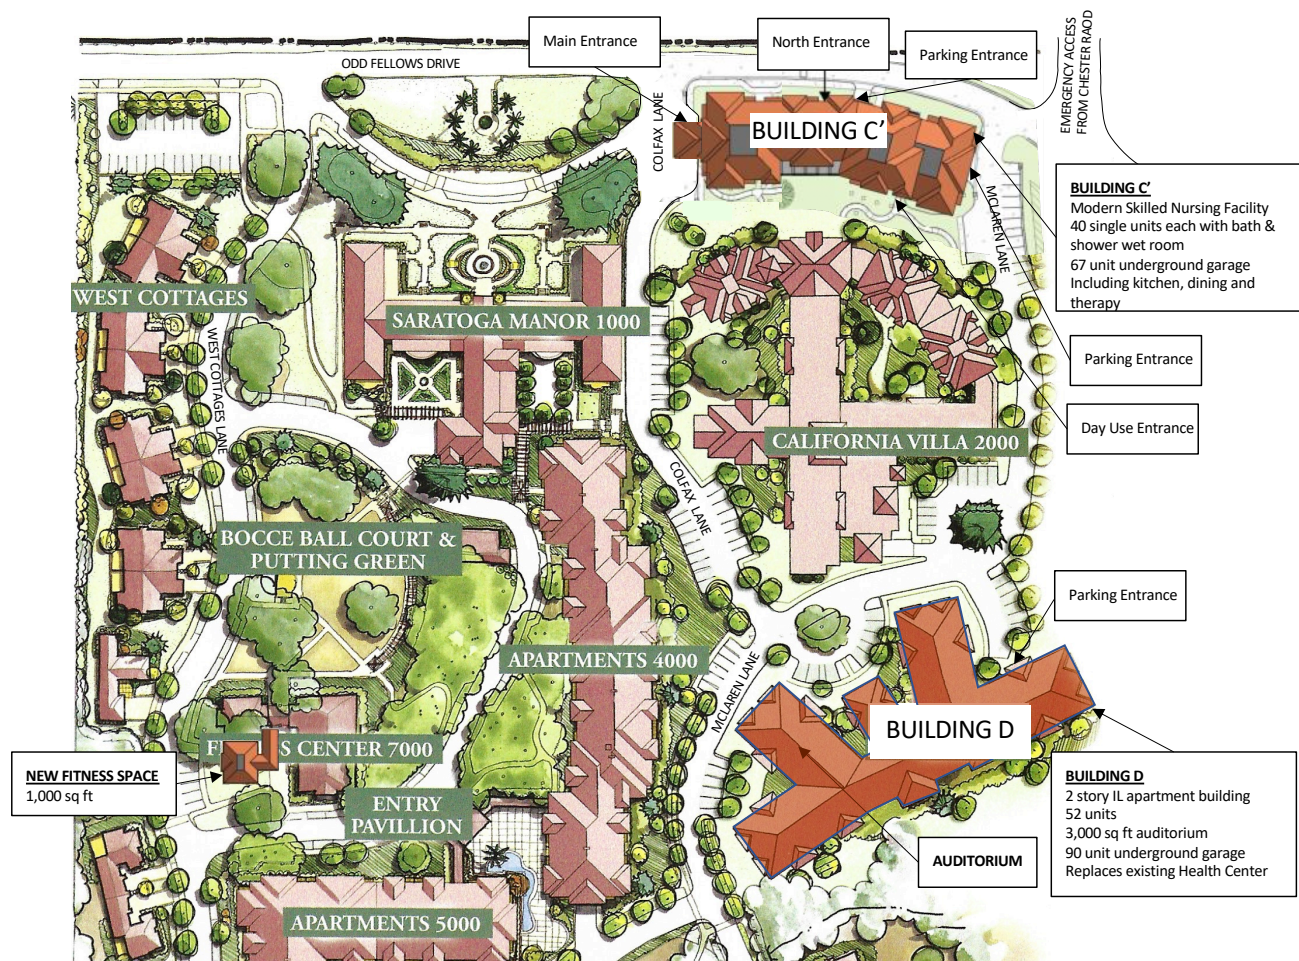 Main Entrance
North Entrance
Parking Entrance
ODD FELLOWS DRIVE
EMERGENCY ACCESS
FROM CHESTER RAOD
COLFAX LANE
BUILDING C’
MCLAREN LANE
BUILDING C’
Modern Skilled Nursing Facility
40 single units each with bath &
shower wet room
67 unit underground garage
Including kitchen, dining and
therapy
WEST COTTAGES
SARATOGA MANOR 1000
WEST COTTAGES LANE
Parking Entrance
Day Use Entrance
CALIFORNIA VILLA 2000
COLFAX LANE
BOCCE BALL COURT &
PUTTING GREEN
Parking Entrance
APARTMENTS 4000
MCLAREN LANE
BUILDING D
S CENTER 7000
NEW FITNESS SPACE
1,000 sq ft
ENTRY
PAVILLION
BUILDING D
2 story IL apartment building
52 units
3,000 sq ft auditorium
90 unit underground garage
Replaces existing Health Center
AUDITORIUM
APARTMENTS 5000